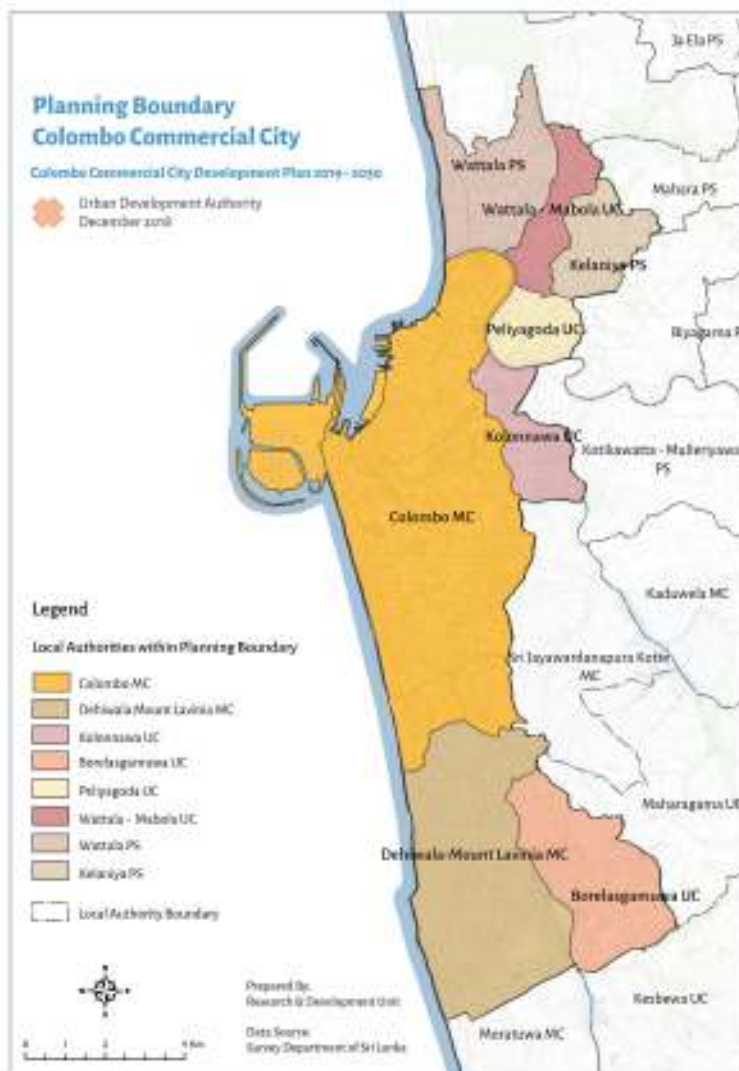 Planning Boundary
Colombo Commercial City
Colombo Commercial City Development Plan 2019 - 2030
Urban Development Authority
December 2018
Ja Ela PS
Wattala PS
Mahara PS
Wattala - Mabola UC
Kelaniya PS
Peliyagoda UC
Biyagama P
Kolonnawa UC
Kotikawatta - Mulleriyawa
PS
Colombo MC
Kaduwela MC
Sri Jayawardanapura Kotte
MC
Maharagama UC
Dehiwala-Mount Lavinia MC
Borelasgamuwa UC
Kesbewa UC
Moratuwa MC
Legend
Local Authorities within Planning Boundary
Colombo MC
Dehiwala Mount Lavinia MC
Kolonnawa UC
Borelasgamuwa UC
Peliyagoda UC
Wattala - Mabola UC
Wattala PS
Kelaniya PS
Local Authority Boundary
Prepared By:
Research & Development Unit
Data Source:
Survey Department of Sri Lanka